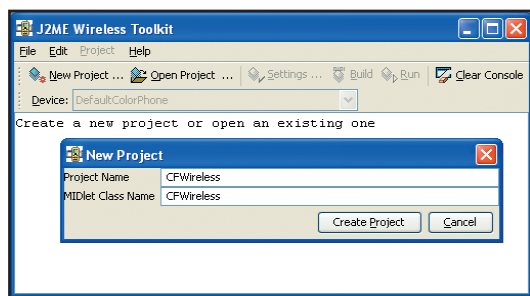 J2ME Wireless Toolkit
File Edit Project Help
New Project ... Open Project ... Settings ... Build Run Clear Console
Device: DefaultColorPhone
Create a new project or open an existing one
New Project
Project Name CFWireless
MIDlet Class Name CFWireless
Create Project Cancel